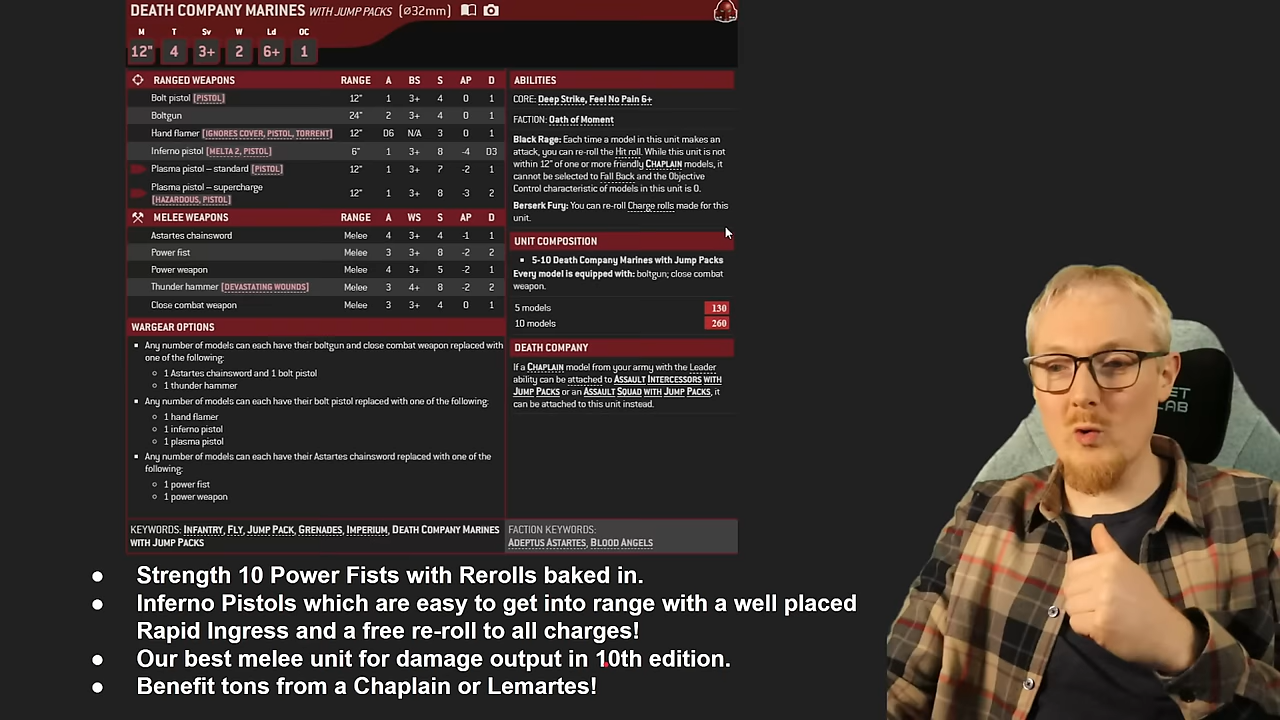 DEATH COMPANY MARINES WITH JUMP PACKS (⌀32mm)
M T Sv W Ld OC
12" 4 3+ 2 6+ 1
RANGED WEAPONS RANGE A BS S AP D
Bolt pistol [PISTOL] 12" 1 3+ 4 0 1
Boltgun 24" 2 3+ 4 0 1
Hand flamer [IGNORES COVER, PISTOL, TORRENT] 12" D6 N/A 3 0 1
Inferno pistol [MELTA 2, PISTOL] 6" 1 3+ 8 -4 D3
Plasma pistol – standard [PISTOL] 12" 1 3+ 7 -2 1
Plasma pistol – supercharge
[HAZARDOUS, PISTOL] 12" 1 3+ 8 -3 2
MELEE WEAPONS RANGE A WS S AP D
Astartes chainsword Melee 4 3+ 4 -1 1
Power fist Melee 3 3+ 8 -2 2
Power weapon Melee 4 3+ 5 -2 1
Thunder hammer [DEVASTATING WOUNDS] Melee 3 4+ 8 -2 2
Close combat weapon Melee 3 3+ 4 0 1
WARGEAR OPTIONS
Any number of models can each have their boltgun and close combat weapon replaced with
one of the following:
1 Astartes chainsword and 1 bolt pistol
1 thunder hammer
Any number of models can each have their bolt pistol replaced with one of the following:
1 hand flamer
1 inferno pistol
1 plasma pistol
Any number of models can each have their Astartes chainsword replaced with one of the
following:
1 power fist
1 power weapon
KEYWORDS: INFANTRY, FLY, JUMP PACK, GRENADES, IMPERIUM, DEATH COMPANY MARINES
WITH JUMP PACKS
ABILITIES
CORE: Deep Strike, Feel No Pain 6+
FACTION: Oath of Moment
Black Rage: Each time a model in this unit makes an
attack, you can re-roll the Hit roll. While this unit is not
within 12" of one or more friendly CHAPLAIN models, it
cannot be selected to Fall Back and the Objective
Control characteristic of models in this unit is 0.
Berserk Fury: You can re-roll Charge rolls made for this
unit.
UNIT COMPOSITION
5-10 Death Company Marines with Jump Packs
Every model is equipped with: boltgun; close combat
weapon.
5 models 130
10 models 260
DEATH COMPANY
If a CHAPLAIN model from your army with the Leader
ability can be attached to ASSAULT INTERCESSORS WITH
JUMP PACKS or an ASSAULT SQUAD WITH JUMP PACKS, it
can be attached to this unit instead.
FACTION KEYWORDS:
ADEPTUS ASTARTES, BLOOD ANGELS
● Strength 10 Power Fists with Rerolls baked in.
● Inferno Pistols which are easy to get into range with a well placed
Rapid Ingress and a free re-roll to all charges!
● Our best melee unit for damage output in 10th edition.
● Benefit tons from a Chaplain or Lemartes!
LAB